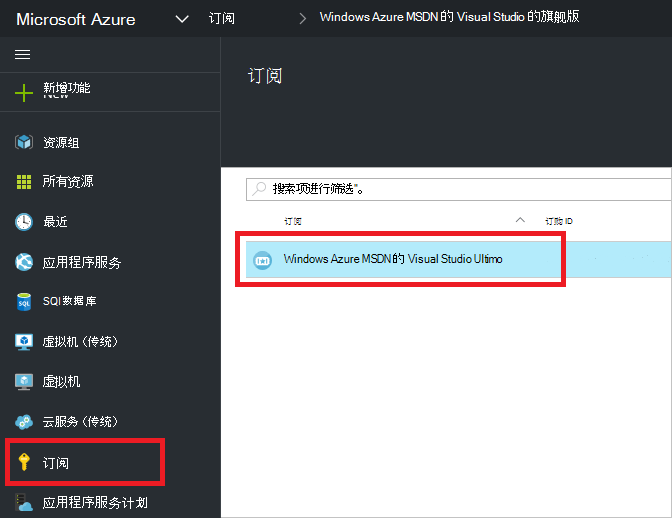 Microsoft Azure
订阅
Windows Azure MSDN 的 Visual Studio 的旗舰版
新增功能
订阅
资源组
所有资源
最近
应用程序服务
SQl 数据库
虚拟机 (传统)
虚拟机
云服务 (传统)
订阅
应用程序服务计划
搜索项进行筛选*。
订阅
订购 ID
Windows Azure MSDN 的 Visual Studio Ultimo